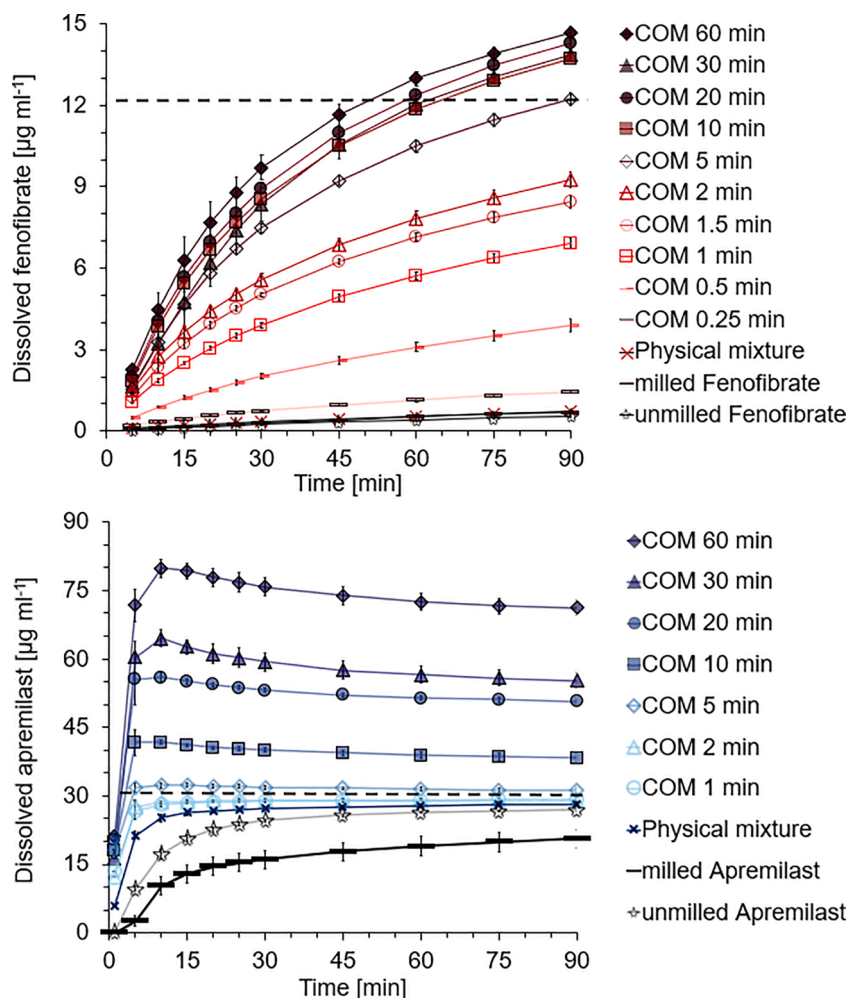 Dissolved fenofibrate [µg ml⁻¹]
15
12
9
6
3
0
0 15 30 45 60 75 90
Time [min]
COM 60 min
COM 30 min
COM 20 min
COM 10 min
COM 5 min
COM 2 min
COM 1.5 min
COM 1 min
COM 0.5 min
COM 0.25 min
Physical mixture
milled Fenofibrate
unmilled Fenofibrate
Dissolved apremilast [µg ml⁻¹]
90
75
60
45
30
15
0
0 15 30 45 60 75 90
Time [min]
COM 60 min
COM 30 min
COM 20 min
COM 10 min
COM 5 min
COM 2 min
COM 1 min
Physical mixture
milled Apremilast
unmilled Apremilast